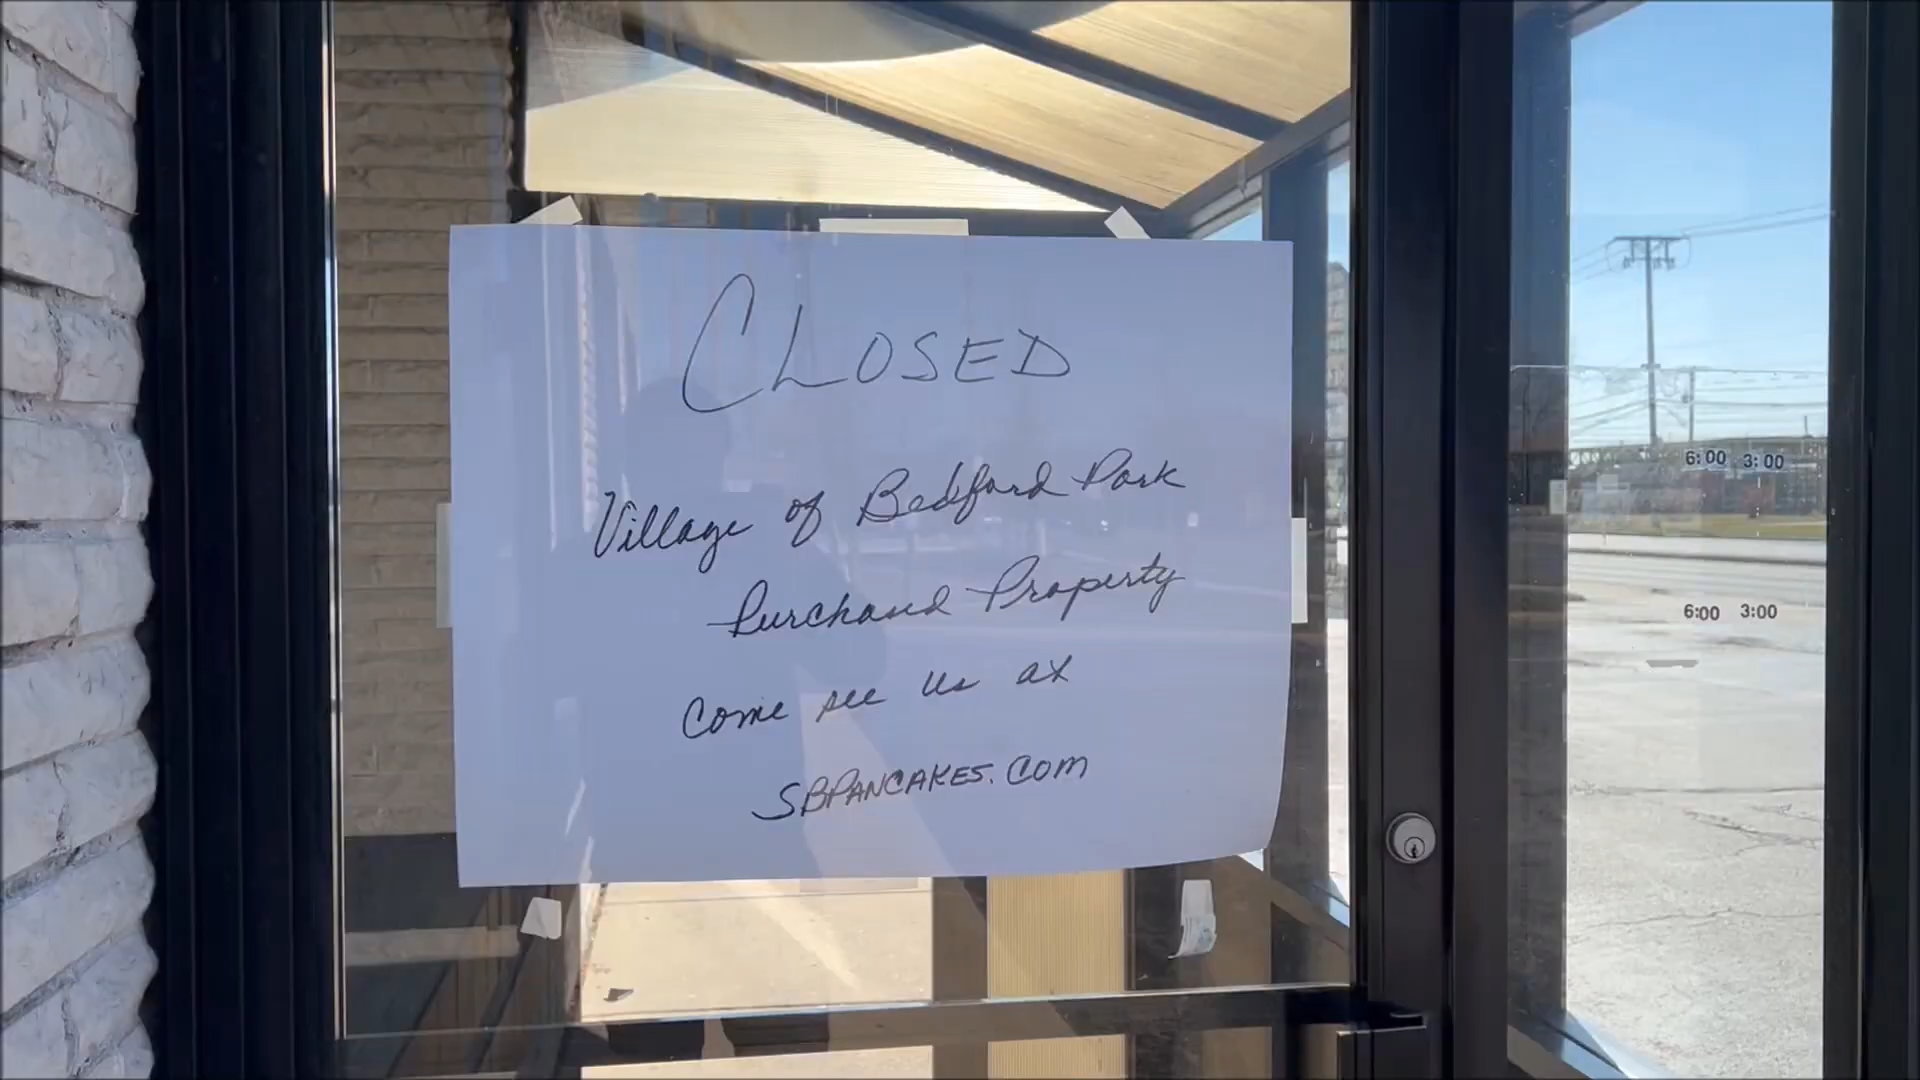 CLOSED
Village of Bedford Park
Purchased Property
Come see us at
SBPANCAKES.COM
6:00 3:00
6:00 3:00